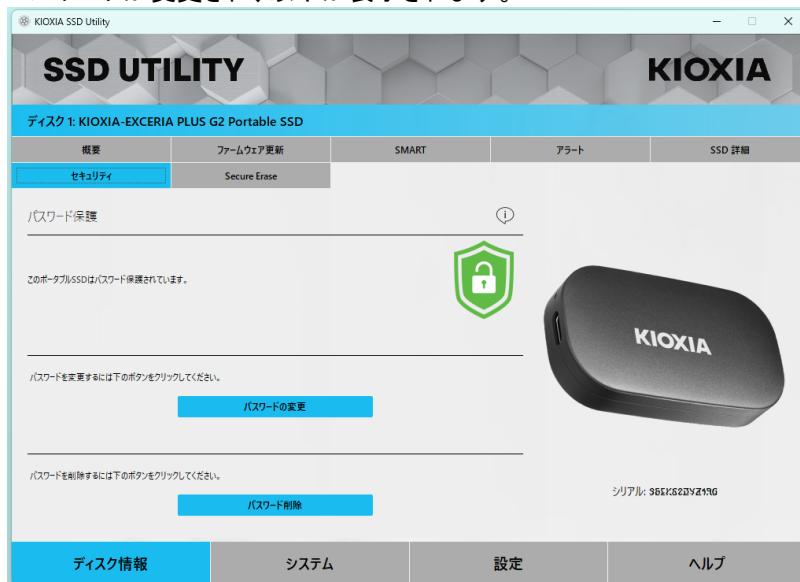 KIOXIA SSD Utility
SSD UTILITY
KIOXIA
ディスク 1: KIOXIA-EXCERIA PLUS G2 Portable SSD
概要 ファームウェア更新 SMART アラート SSD 詳細
セキュリティ Secure Erase
パスワード保護
このポータブルSSDはパスワード保護されています。
KIOXIA
パスワードを変更するには下のボタンをクリックしてください。
パスワードの変更
パスワードを削除するには下のボタンをクリックしてください。
シリアル:
パスワード削除
ディスク情報 システム 設定 ヘルプ